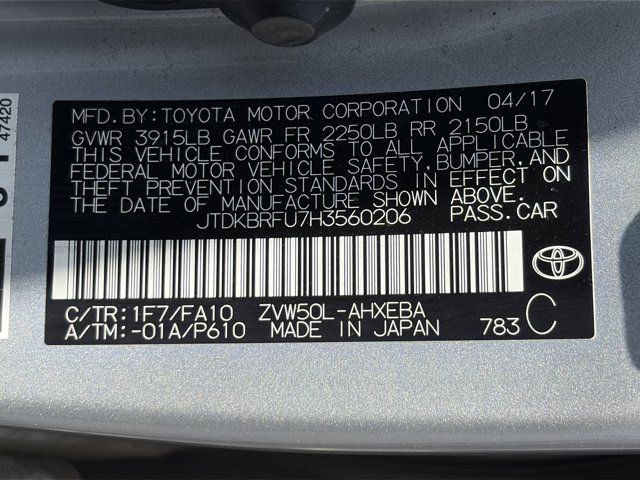 MFD.BY:TOYOTA MOTOR CORPORATION 04/17
GVWR 3915LB GAWR FR 2250LB RR 2150LB
THIS VEHICLE CONFORMS TO ALL APPLICABLE
FEDERAL MOTOR VEHICLE SAFETY,BUMPER,AND
THEFT PREVENTION STANDARDS IN EFFECT ON
THE DATE OF MANUFACTURE SHOWN ABOVE.
JTDKBRFU7H3560206 PASS.CAR
C/TR:1F7/FA10 ZVW50L-AHXEBA
A/TM:-01A/P610 MADE IN JAPAN 783 C
47420